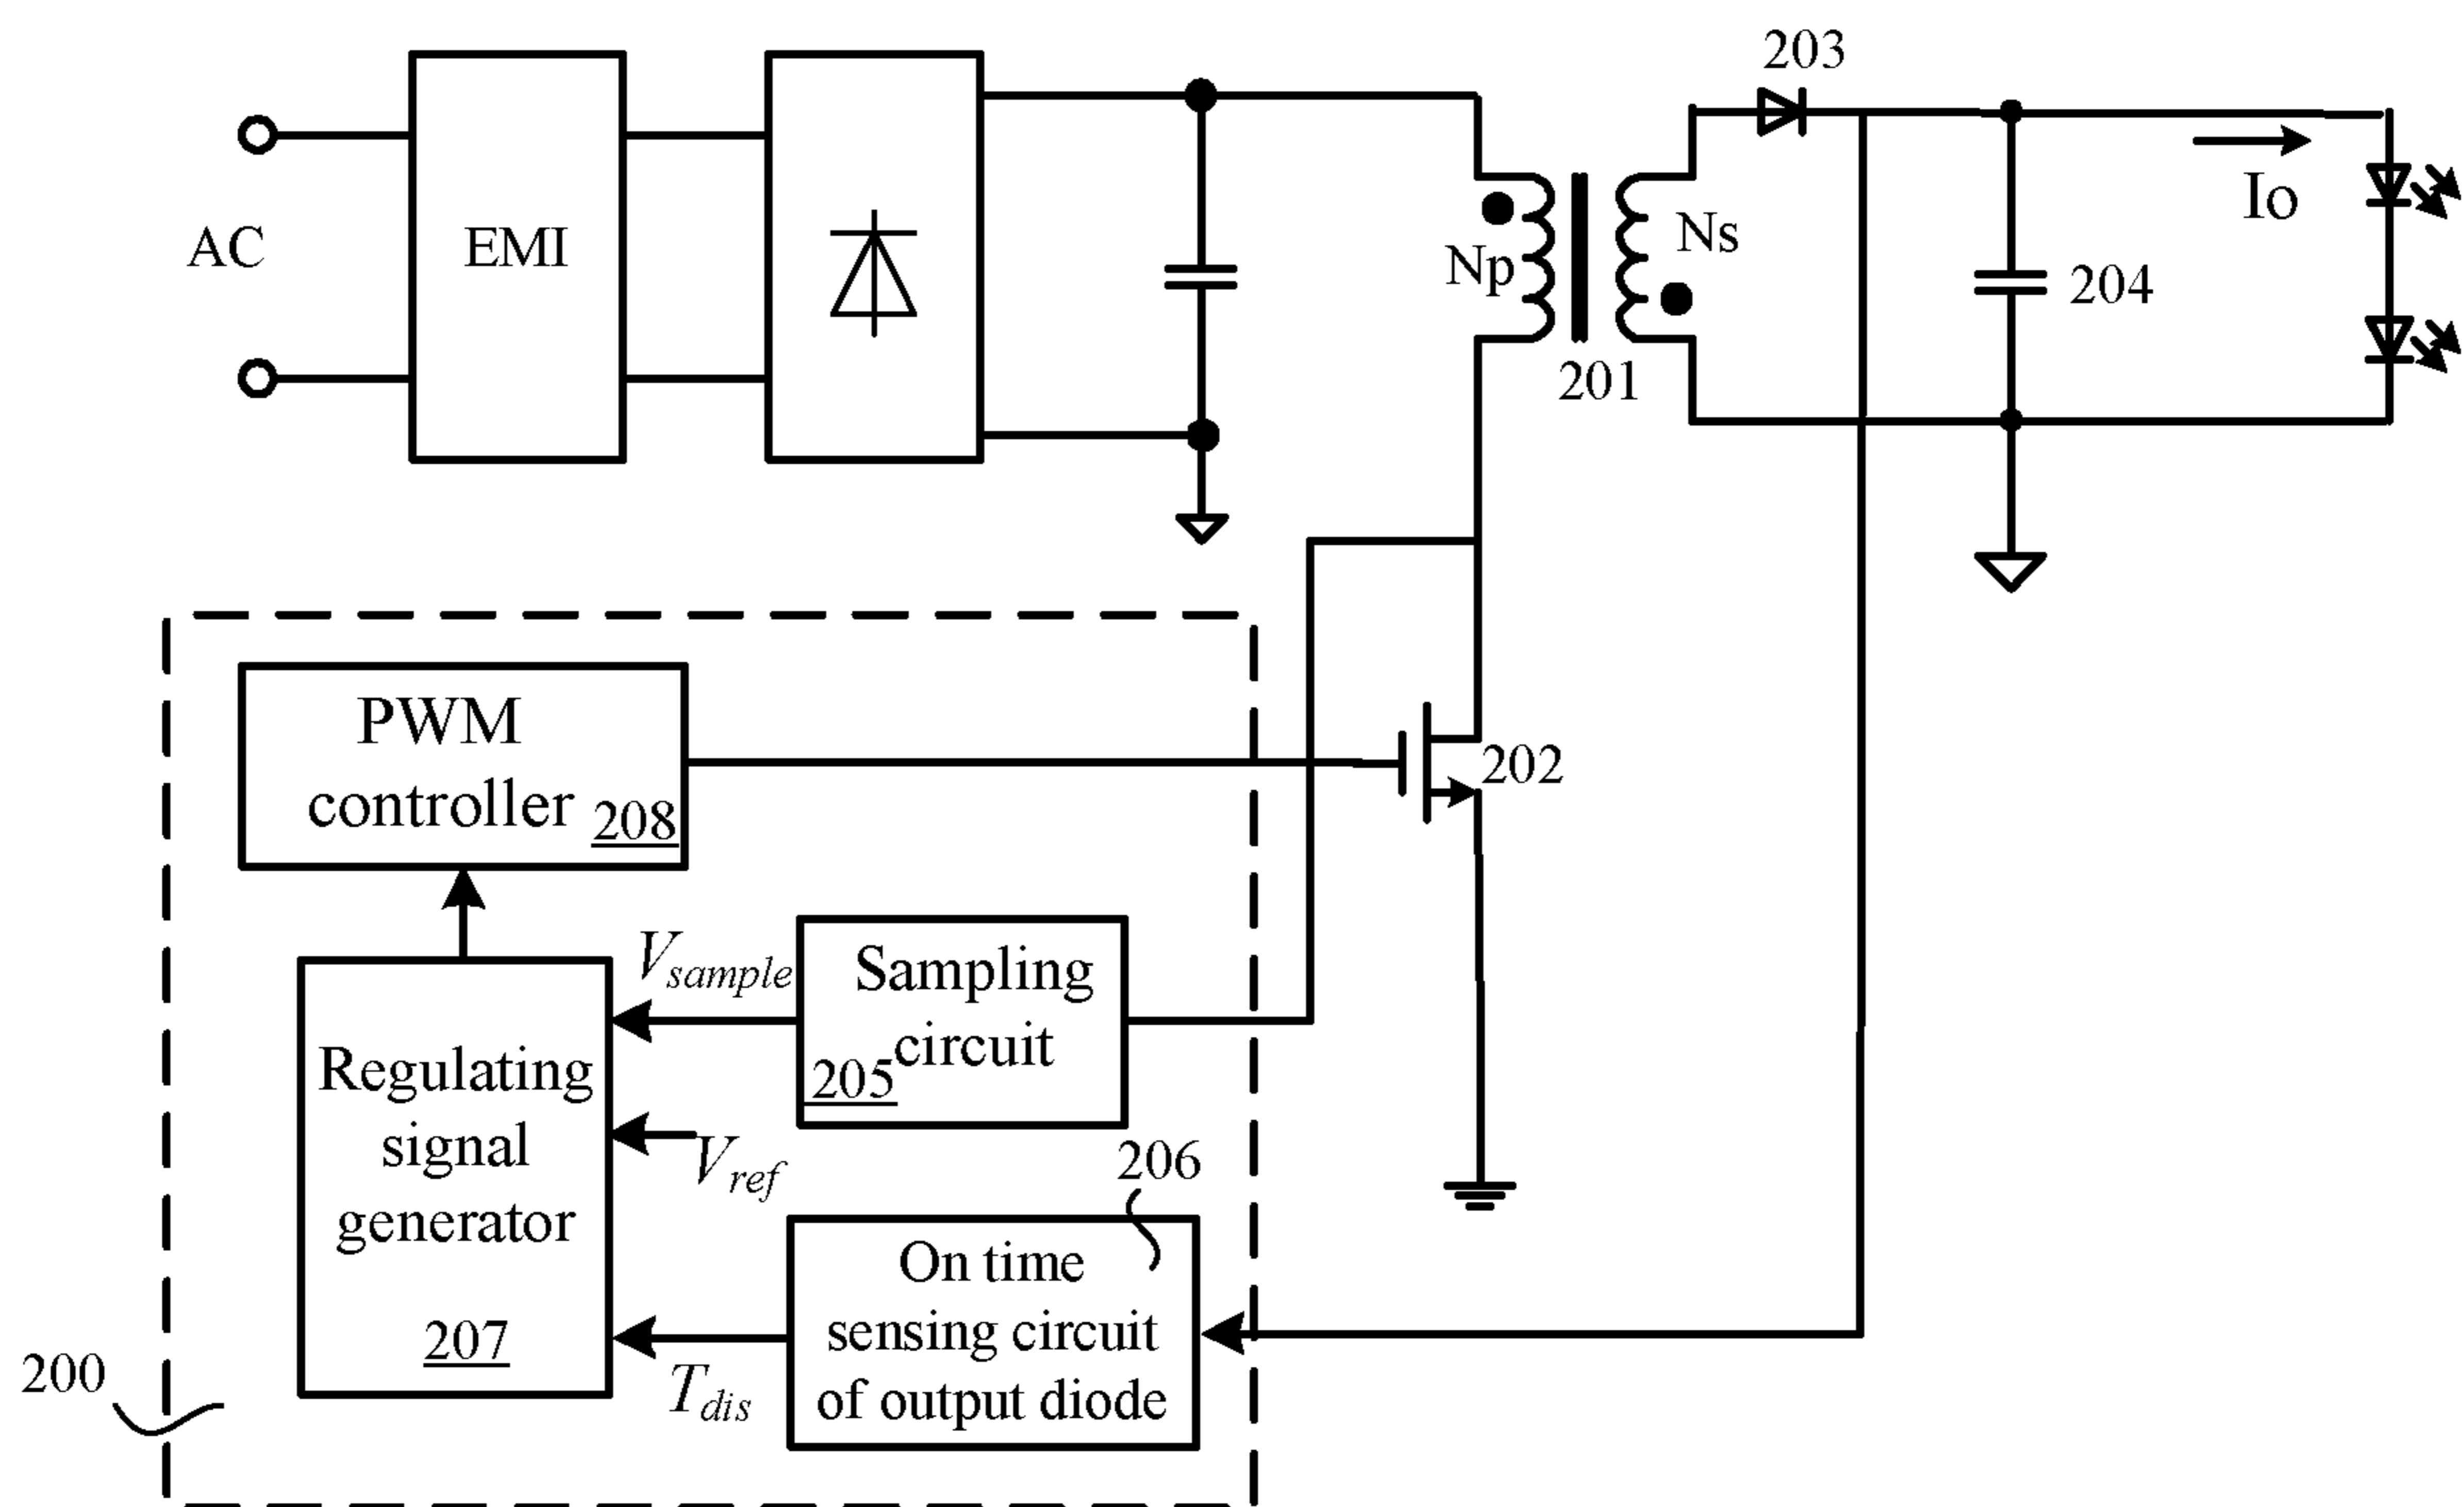 203
AC
EMI
Np
Ns
201
204
Io
PWM
controller 208
202
Vsample
Sampling
circuit
205
Regulating
signal
generator
207
Vref
206
On time
sensing circuit
of output diode
Tdis
200